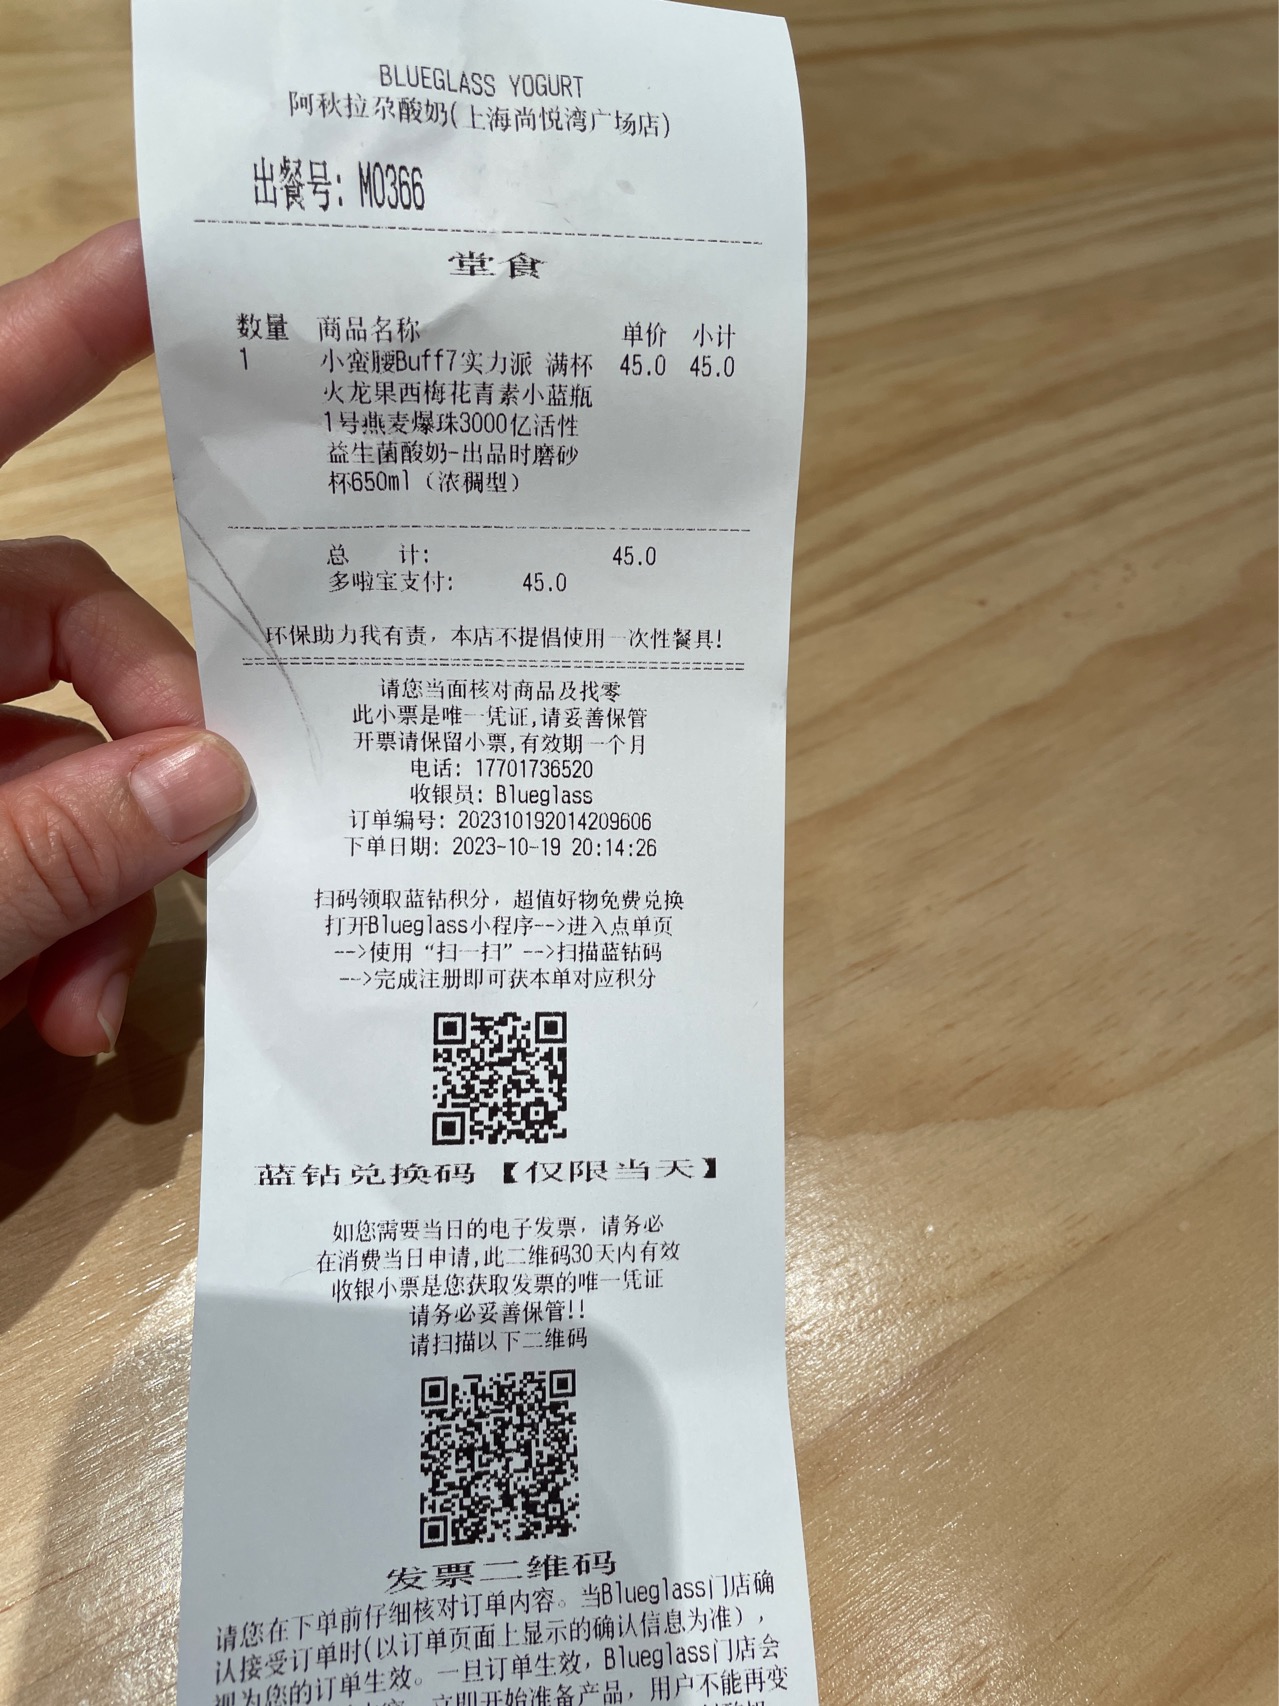 BLUEGLASS YOGURT
阿秋拉尕酸奶(上海尚悦湾广场店)
出餐号: M0366
堂食
数量 商品名称 单价 小计
1 小蛮腰Buff7实力派 满杯 45.0 45.0
火龙果西梅花青素小蓝瓶
1号燕麦爆珠3000亿活性
益生菌酸奶-出品时磨砂
杯650ml（浓稠型）
总 计: 45.0
多啦宝支付: 45.0
环保助力我有责，本店不提倡使用一次性餐具!
请您当面核对商品及找零
此小票是唯一凭证,请妥善保管
开票请保留小票,有效期一个月
电话: 17701736520
收银员: Blueglass
订单编号: 202310192014209606
下单日期: 2023-10-19 20:14:26
扫码领取蓝钻积分，超值好物免费兑换
打开Blueglass小程序-->进入点单页
-->使用“扫一扫”-->扫描蓝钻码
-->完成注册即可获本单对应积分
蓝钻兑换码【仅限当天】
如您需要当日的电子发票，请务必
在消费当日申请,此二维码30天内有效
收银小票是您获取发票的唯一凭证
请务必妥善保管!!
请扫描以下二维码
发票二维码
请您在下单前仔细核对订单内容。当Blueglass门店确
认接受订单时(以订单页面上显示的确认信息为准)，
视为您的订单生效。一旦订单生效，Blueglass门店会
立即开始准备产品，用户不能再变